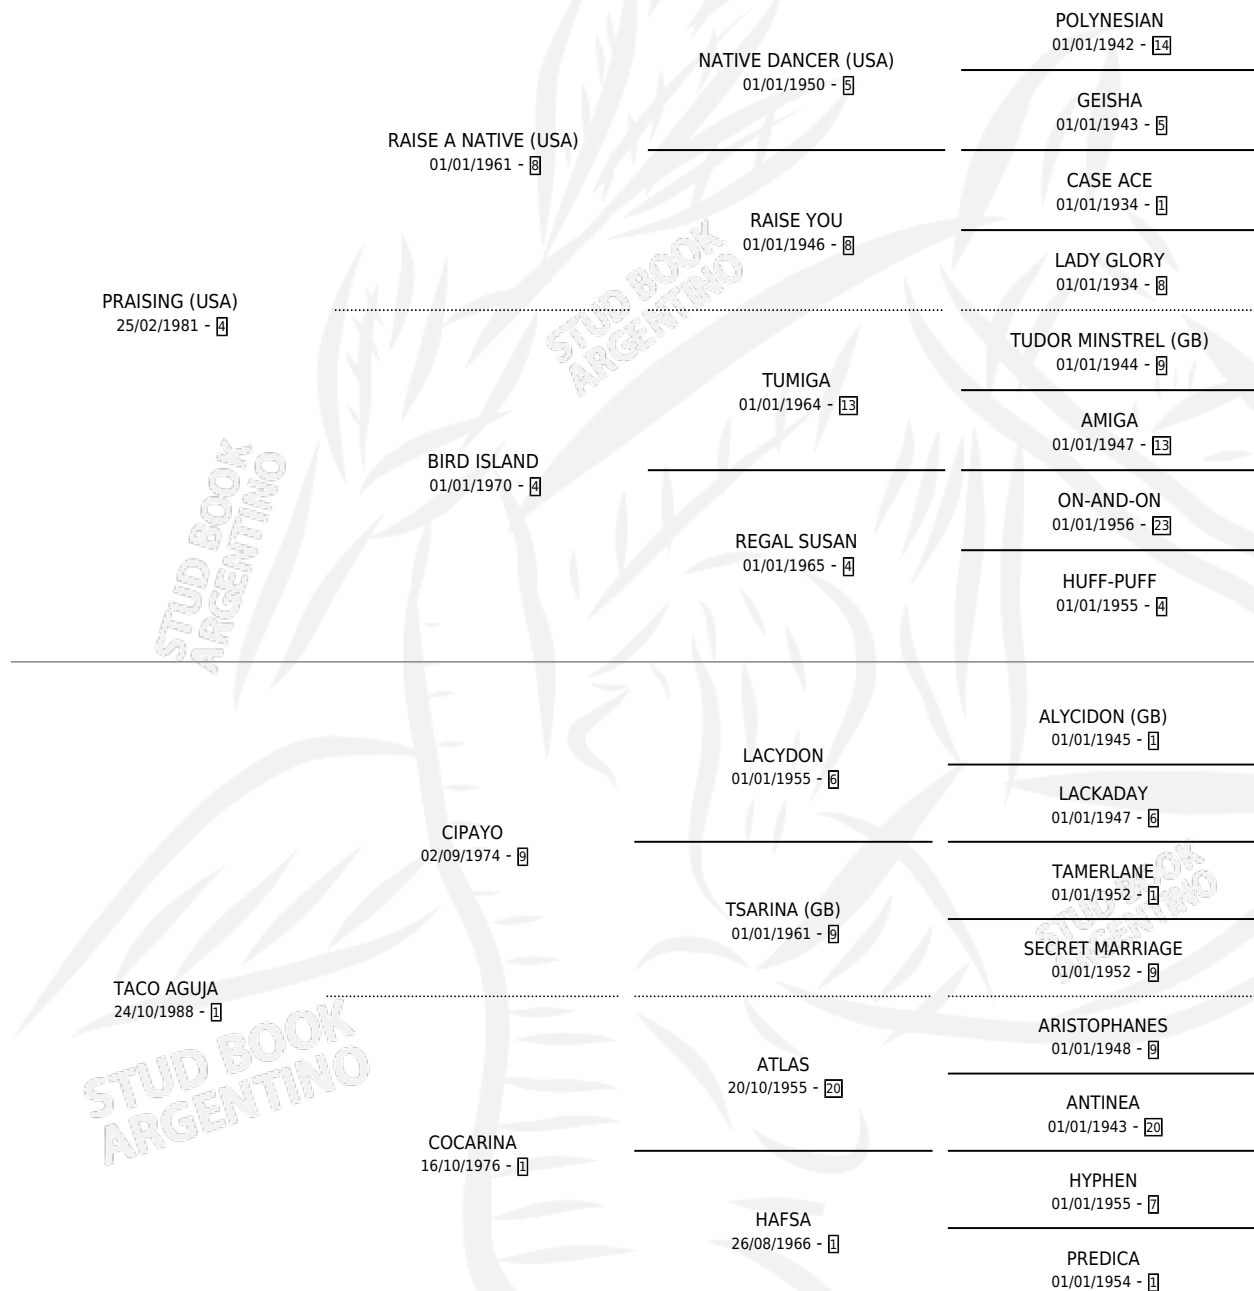 POLYNESIAN
01/01/1942 - 14
NATIVE DANCER (USA)
01/01/1950 - 5
GEISHA
01/01/1943 - 5
RAISE A NATIVE (USA)
01/01/1961 - 8
CASE ACE
01/01/1934 - 1
RAISE YOU
01/01/1946 - 8
LADY GLORY
01/01/1934 - 8
PRAISING (USA)
25/02/1981 - 4
STUD BOOK
ARGENTINO
TUDOR MINSTREL (GB)
01/01/1944 - 9
TUMIGA
01/01/1964 - 13
AMIGA
01/01/1947 - 13
BIRD ISLAND
01/01/1970 - 4
ON-AND-ON
01/01/1956 - 23
REGAL SUSAN
01/01/1965 - 4
HUFF-PUFF
01/01/1955 - 4
STUD BOOK
ARGENTINO
ALYCIDON (GB)
01/01/1945 - 1
LACYDON
01/01/1955 - 6
LACKADAY
01/01/1947 - 6
CIPAYO
02/09/1974 - 9
TAMERLANE
01/01/1952 - 1
TSARINA (GB)
01/01/1961 - 9
SECRET MARRIAGE
01/01/1952 - 9
STUD BOOK
ARGENTINO
TACO AGUJA
24/10/1988 - 1
ARISTOPHANES
01/01/1948 - 9
ATLAS
20/10/1955 - 20
ANTINEA
01/01/1943 - 20
COCARINA
16/10/1976 - 1
HYPHEN
01/01/1955 - 7
HAFSA
26/08/1966 - 1
PREDICA
01/01/1954 - 1
STUD BOOK
ARGENTINO